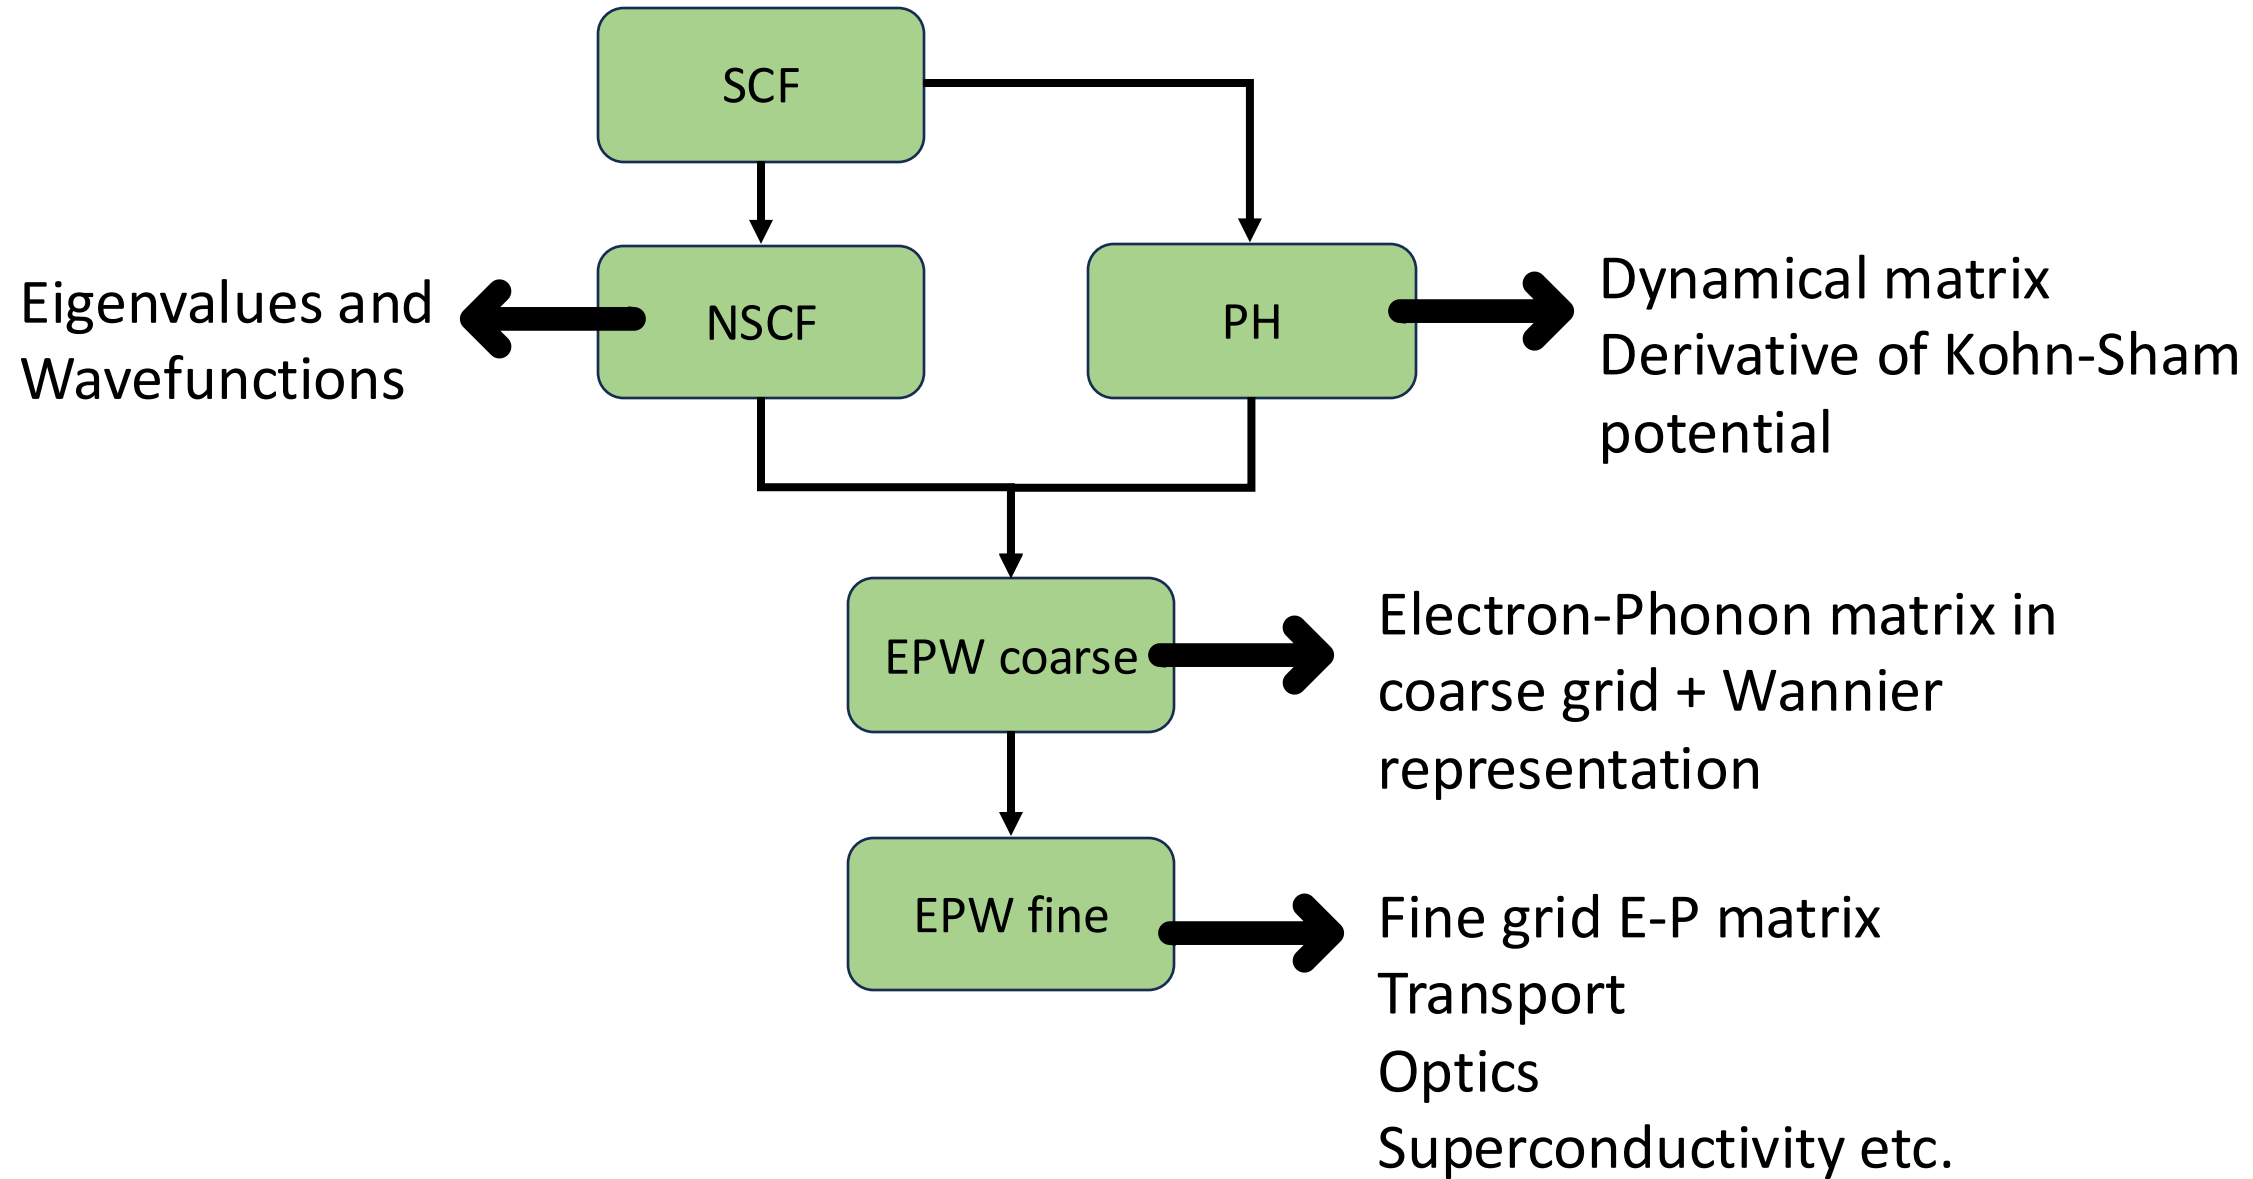 SCF
Eigenvalues and
Wavefunctions
NSCF
PH
Dynamical matrix
Derivative of Kohn-Sham
potential
EPW coarse
Electron-Phonon matrix in
coarse grid + Wannier
representation
EPW fine
Fine grid E-P matrix
Transport
Optics
Superconductivity etc.